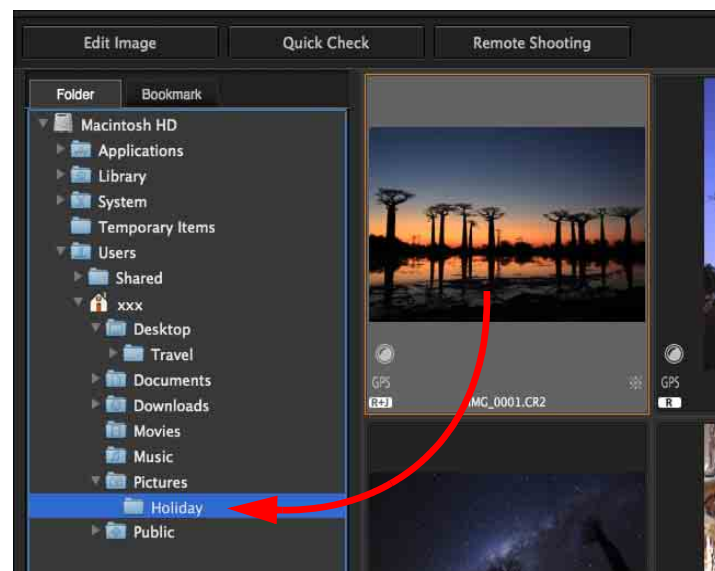 Edit Image
Quick Check
Remote Shooting
Folder
Bookmark
Macintosh HD
Applications
Library
System
Temporary Items
Users
Shared
xxx
Desktop
Travel
Documents
Downloads
Movies
Music
Pictures
Holiday
Public
GPS
R+J
IMG_0001.CR2
GPS
R